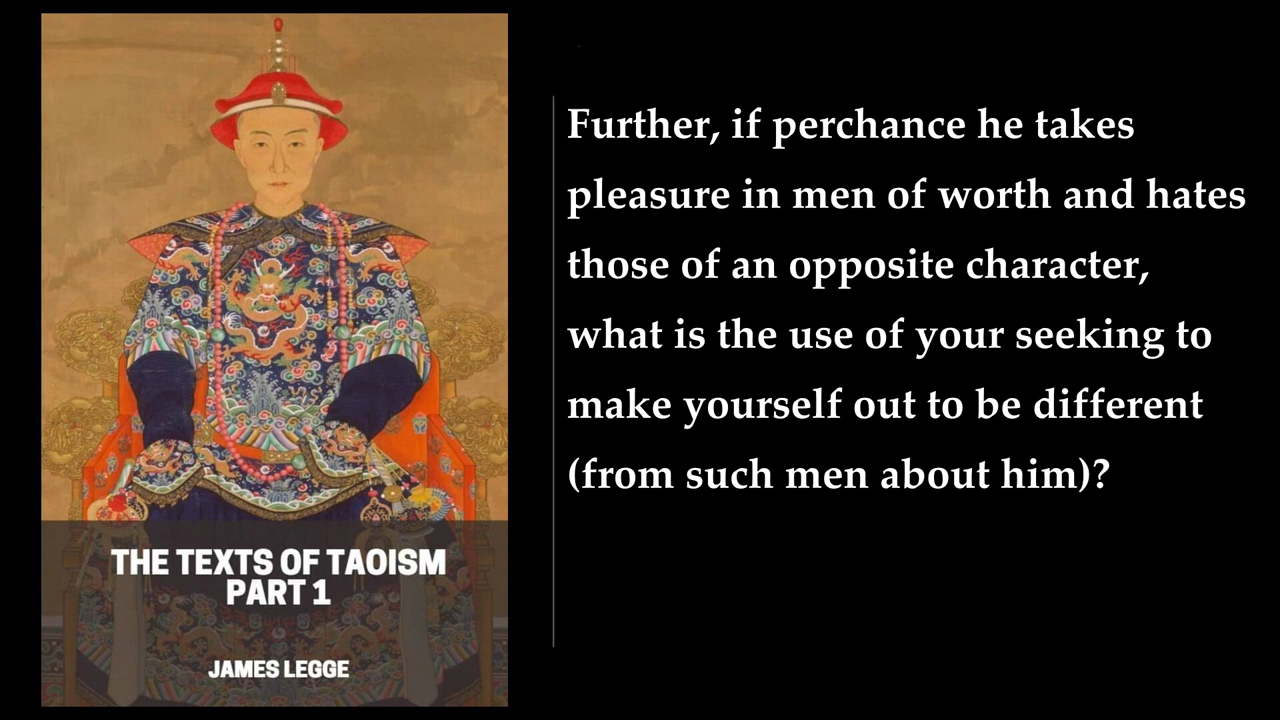 THE TEXTS OF TAOISM
PART 1
JAMES LEGGE
Further, if perchance he takes
pleasure in men of worth and hates
those of an opposite character,
what is the use of your seeking to
make yourself out to be different
(from such men about him)?